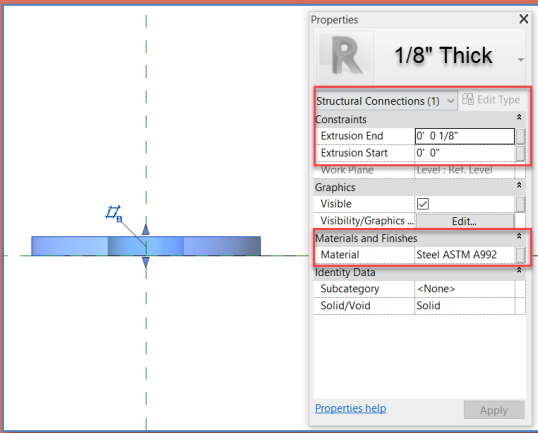 Properties
R 1/8" Thick
Structural Connections (1) Edit Type
Constraints
Extrusion End 0' 0 1/8"
Extrusion Start 0' 0"
Work Plane Level : Ref. Level
Graphics
Visible
Visibility/Graphics ... Edit...
Materials and Finishes
Material Steel ASTM A992
Identity Data
Subcategory <None>
Solid/Void Solid
Properties help Apply